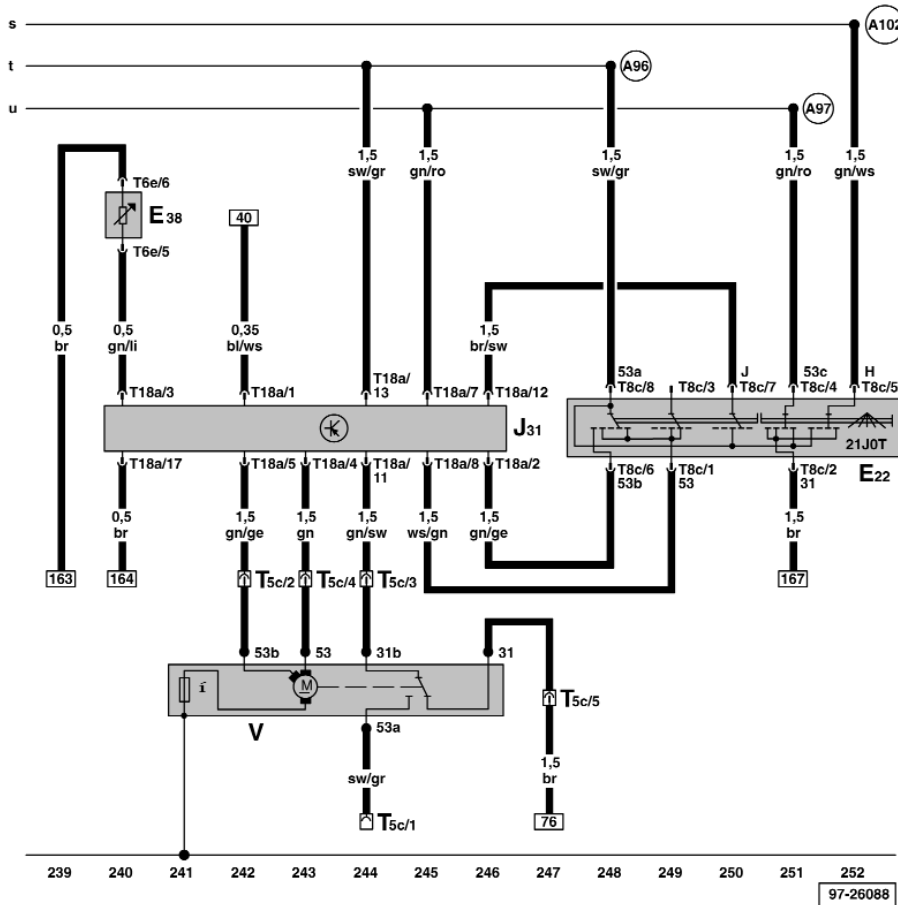 s
A102
t
A96
u
A97
1,5 sw/gr
1,5 gn/ro
1,5 sw/gr
1,5 gn/ro
1,5 gn/ws
T6e/6
E38
T6e/5
40
0,5 br
0,5 gn/li
0,35 bl/ws
1,5 br/sw
53a
J
53c
H
T8c/8
T8c/3
T8c/7
T8c/4
T8c/5
T18a/3
T18a/1
T18a/
13
T18a/7
T18a/12
J31
21J0T
E22
T18a/17
T18a/5
T18a/4
T18a/
11
T18a/8
T18a/2
T8c/6
53b
T8c/1
53
T8c/2
31
0,5 br
1,5 gn/ge
1,5 gn
1,5 gn/sw
1,5 ws/gn
1,5 gn/ge
1,5 br
163
164
T5c/2
T5c/4
T5c/3
167
53b
53
31b
31
M
T5c/5
V
53a
sw/gr
1,5 br
T5c/1
76
239 240 241 242 243 244 245 246 247 248 249 250 251 252
97-26088